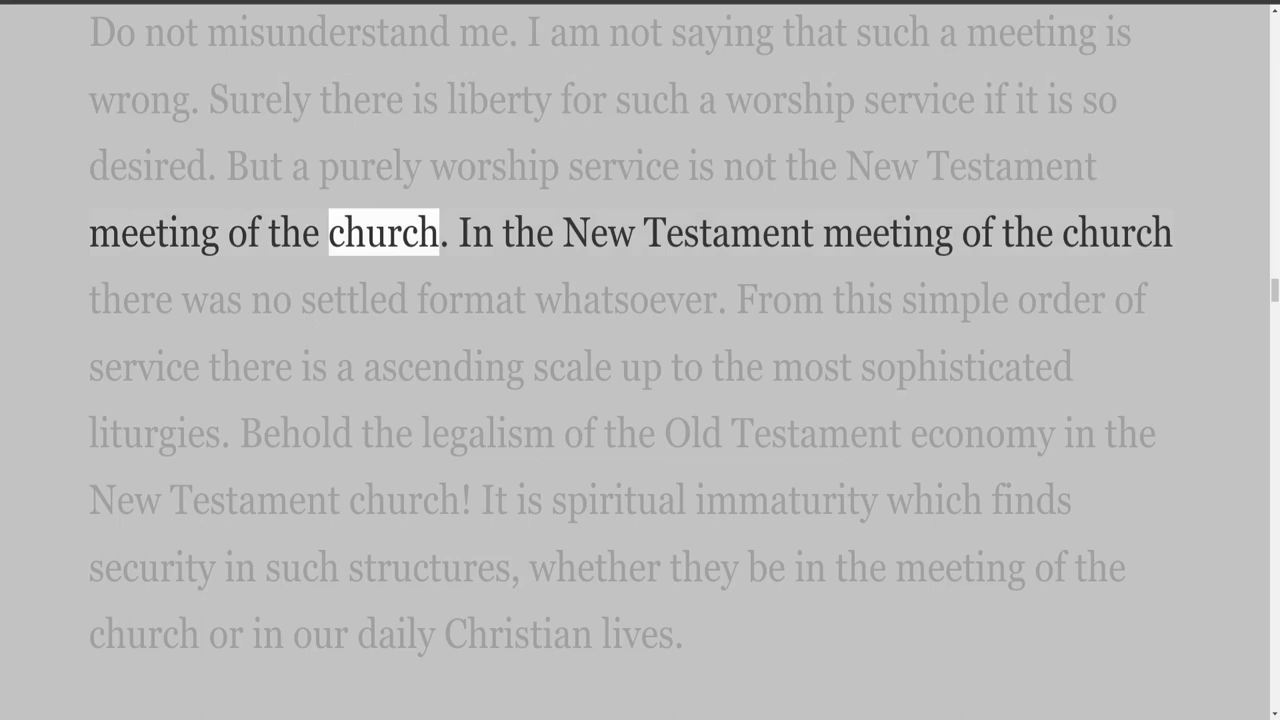 Do not misunderstand me. I am not saying that such a meeting is
wrong. Surely there is liberty for such a worship service if it is so
desired. But a purely worship service is not the New Testament
meeting of the church. In the New Testament meeting of the church
there was no settled format whatsoever. From this simple order of
service there is a ascending scale up to the most sophisticated
liturgies. Behold the legalism of the Old Testament economy in the
New Testament church! It is spiritual immaturity which finds
security in such structures, whether they be in the meeting of the
church or in our daily Christian lives.